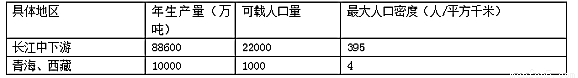 具体地区 年生产量（万吨） 可载人口量 最大人口密度（人/平方千米）
长江中下游 88600 22000 395
青海、西藏 10000 1000 4